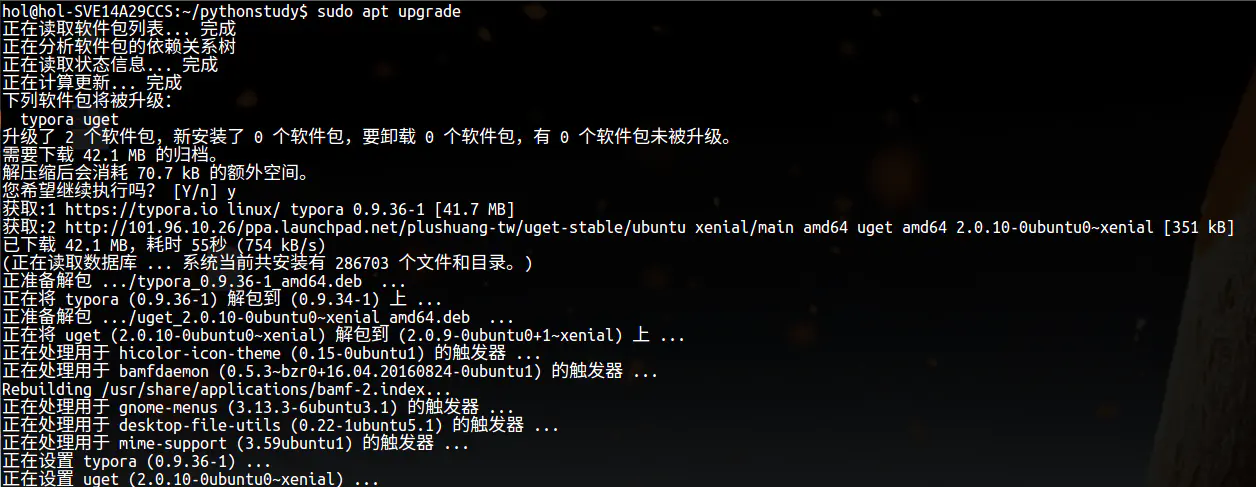 hol@hol-SVE14A29CCS:~/pythonstudy$ sudo apt upgrade
正在读取软件包列表... 完成
正在分析软件包的依赖关系树
正在读取状态信息... 完成
正在计算更新... 完成
下列软件包将被升级：
  typora uget
升级了 2 个软件包，新安装了 0 个软件包，要卸载 0 个软件包，有 0 个软件包未被升级。
需要下载 42.1 MB 的归档。
解压缩后会消耗 70.7 kB 的额外空间。
您希望继续执行吗？ [Y/n] y
获取:1 https://typora.io linux/ typora 0.9.36-1 [41.7 MB]
获取:2 http://101.96.10.26/ppa.launchpad.net/plushuang-tw/uget-stable/ubuntu xenial/main amd64 uget amd64 2.0.10-0ubuntu0~xenial [351 kB]
已下载 42.1 MB，耗时 55秒 (754 kB/s)
(正在读取数据库 ... 系统当前共安装有 286703 个文件和目录。)
正准备解包 .../typora_0.9.36-1_amd64.deb  ...
正在将 typora (0.9.36-1) 解包到 (0.9.34-1) 上 ...
正准备解包 .../uget_2.0.10-0ubuntu0~xenial_amd64.deb  ...
正在将 uget (2.0.10-0ubuntu0~xenial) 解包到 (2.0.9-0ubuntu0+1~xenial) 上 ...
正在处理用于 hicolor-icon-theme (0.15-0ubuntu1) 的触发器 ...
正在处理用于 bamfdaemon (0.5.3~bzr0+16.04.20160824-0ubuntu1) 的触发器 ...
Rebuilding /usr/share/applications/bamf-2.index...
正在处理用于 gnome-menus (3.13.3-6ubuntu3.1) 的触发器 ...
正在处理用于 desktop-file-utils (0.22-1ubuntu5.1) 的触发器 ...
正在处理用于 mime-support (3.59ubuntu1) 的触发器 ...
正在设置 typora (0.9.36-1) ...
正在设置 uget (2.0.10-0ubuntu0~xenial) ...